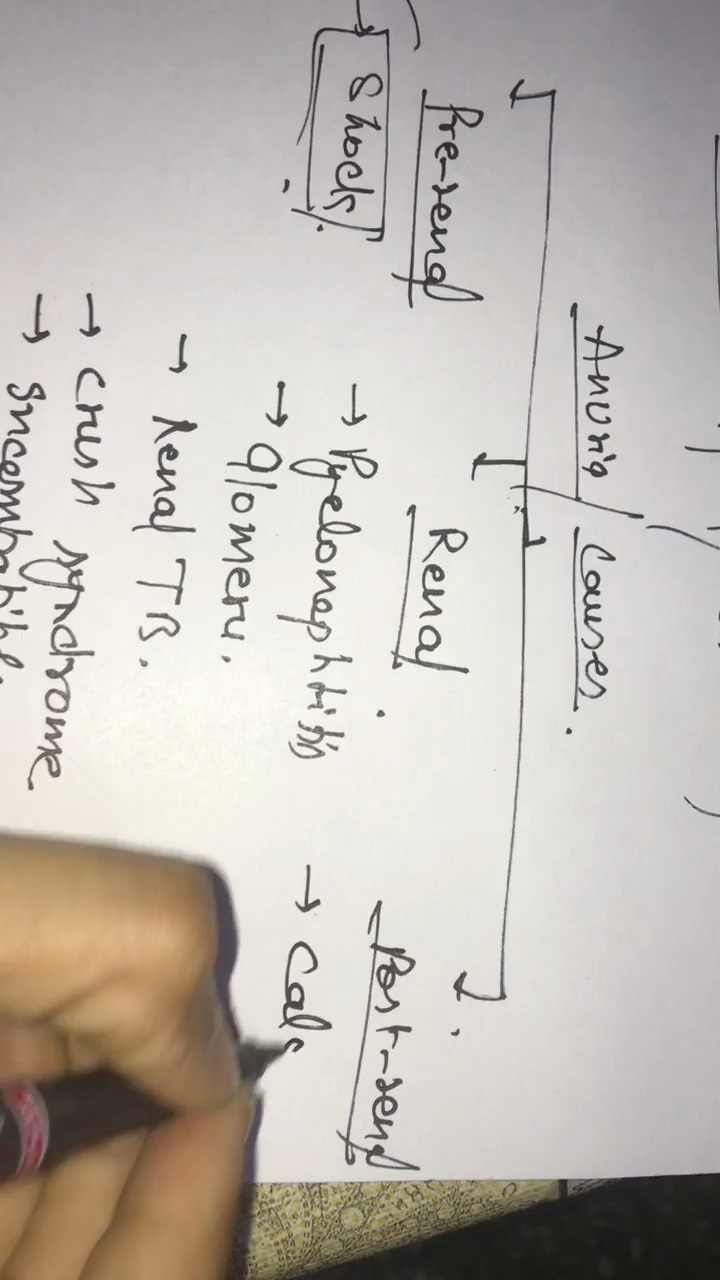 Anuria Causes.
Pre-renal
Renal
Post-renal
→ Shock
→ Pyelonephritis
→ Glomeru.
→ Renal TB.
→ Crush syndrome
→ Calc